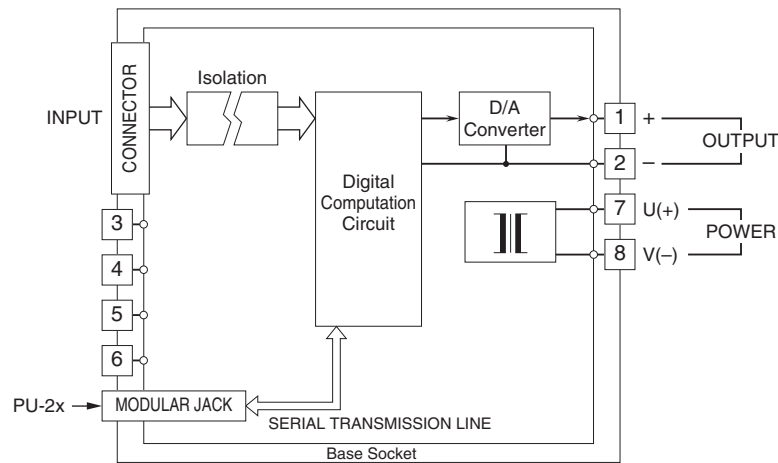 Isolation
INPUT
CONNECTOR
D/A
Converter
1 +
OUTPUT
2 –
Digital
Computation
Circuit
7 U(+)
POWER
8 V(–)
3
4
5
6
PU-2x
MODULAR JACK
SERIAL TRANSMISSION LINE
Base Socket